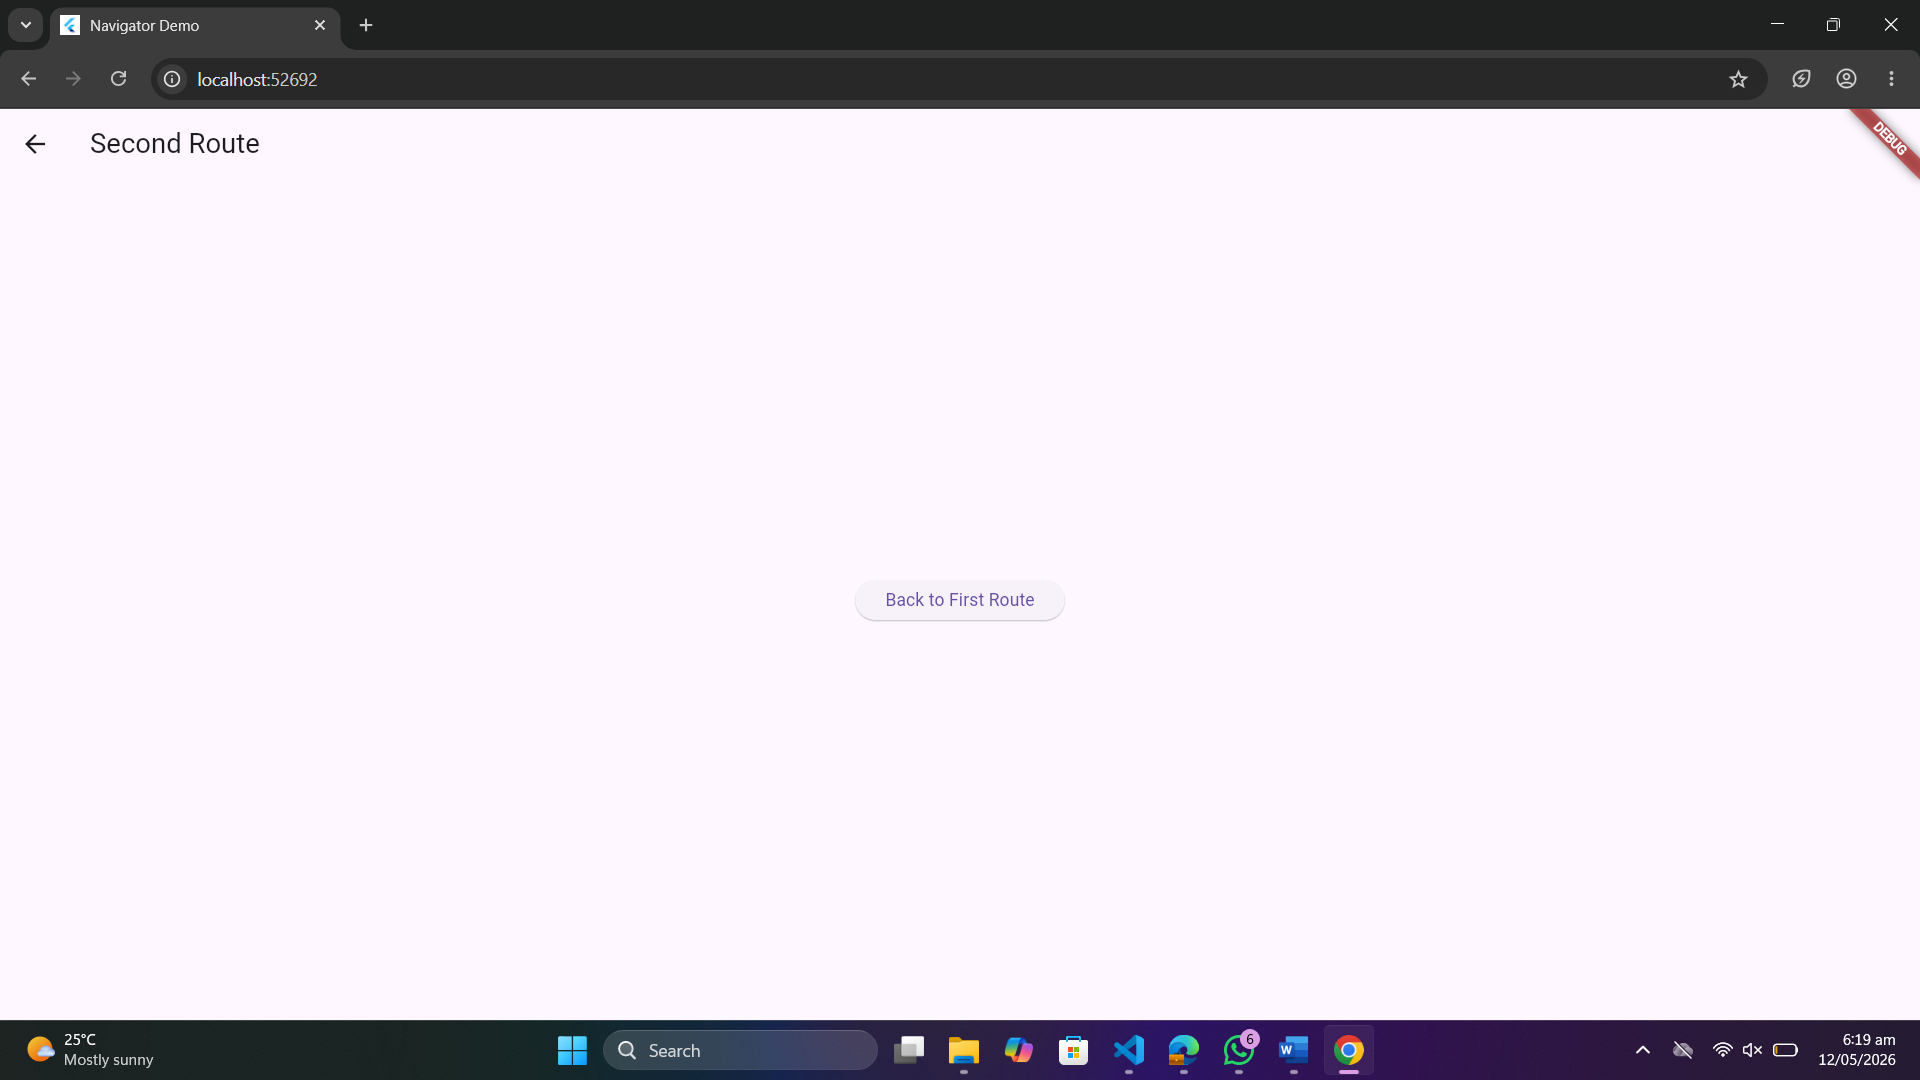 Navigator Demo
localhost:52692
Second Route
DEBUG
Back to First Route
25°C
Mostly sunny
Search
6
W
6:19 am
12/05/2026